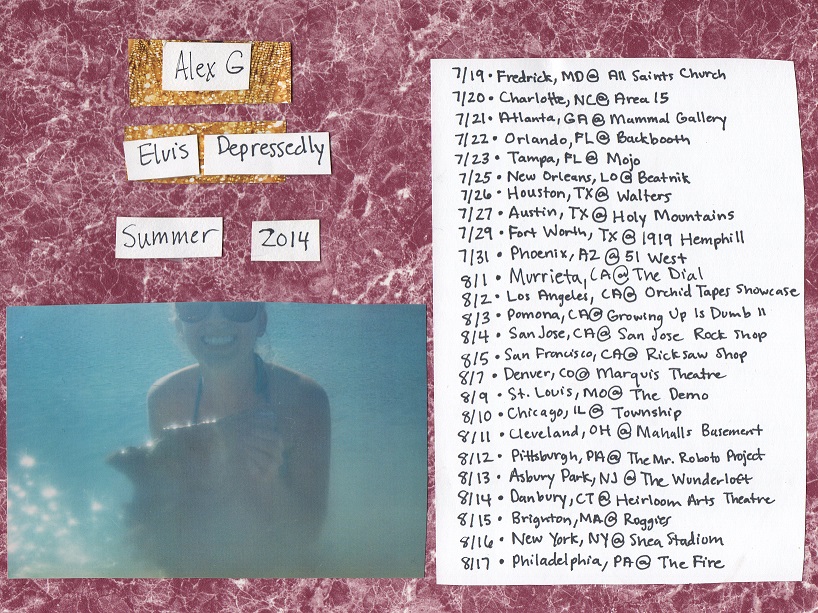 Alex G
Elvis Depressedly
Summer 2014
7/19 • Fredrick, MD @ All Saints Church
7/20 • Charlotte, NC @ Area 15
7/21 • Atlanta, GA @ Mammal Gallery
7/22 • Orlando, FL @ Backbooth
7/23 • Tampa, FL @ Mojo
7/25 • New Orleans, LO @ Beatnik
7/26 • Houston, TX @ Walters
7/27 • Austin, TX @ Holy Mountains
7/29 • Fort Worth, TX @ 1919 Hemphill
7/31 • Phoenix, AZ @ 51 West
8/1 • Murrieta, CA @ The Dial
8/2 • Los Angeles, CA @ Orchid Tapes Showcase
8/3 • Pomona, CA @ Growing Up Is Dumb II
8/4 • San Jose, CA @ San Jose Rock Shop
8/5 • San Francisco, CA @ Ricksaw Shop
8/7 • Denver, CO @ Marquis Theatre
8/9 • St. Louis, MO @ The Demo
8/10 • Chicago, IL @ Township
8/11 • Cleveland, OH @ Mahalls Basement
8/12 • Pittsburgh, PA @ The Mr. Roboto Project
8/13 • Asbury Park, NJ @ The Wunderloft
8/14 • Danbury, CT @ Heirloom Arts Theatre
8/15 • Brighton, MA @ Roggies
8/16 • New York, NY @ Shea Stadium
8/17 • Philadelphia, PA @ The Fire